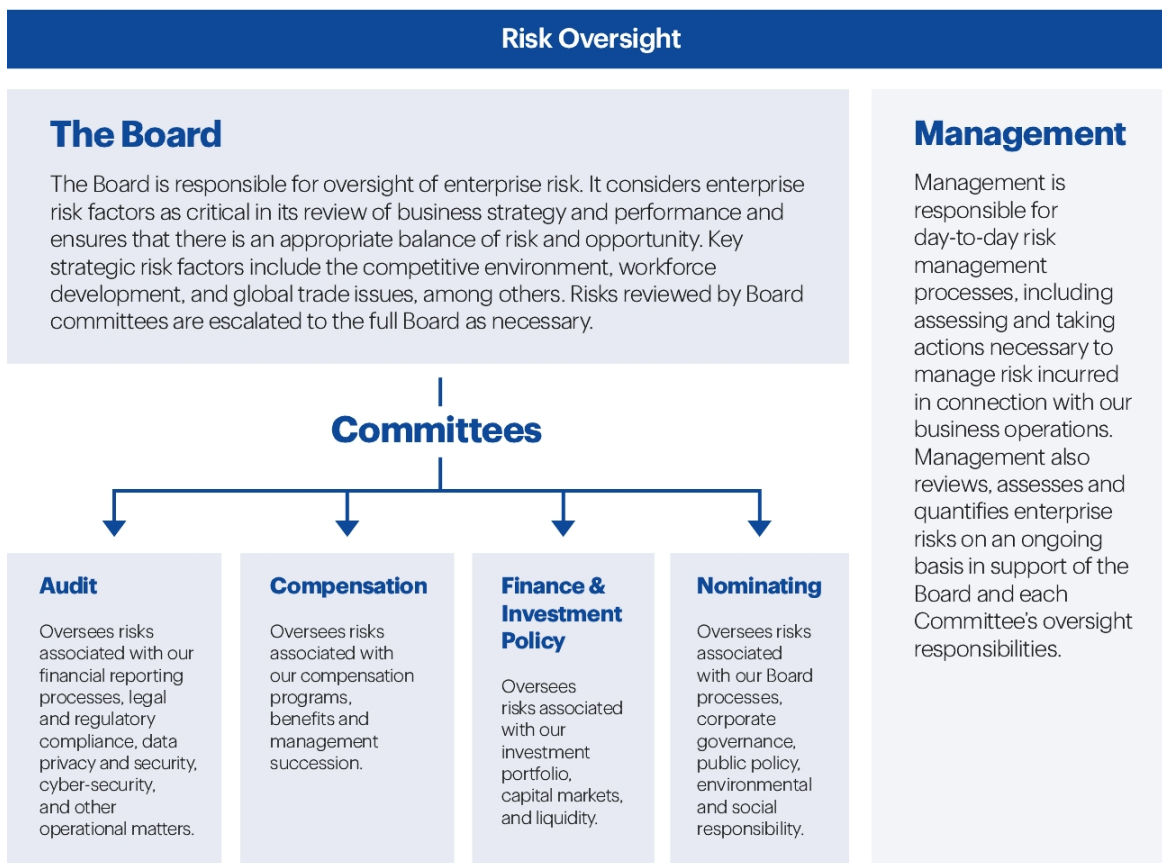 Risk Oversight
The Board
The Board is responsible for oversight of enterprise risk. It considers enterprise
risk factors as critical in its review of business strategy and performance and
ensures that there is an appropriate balance of risk and opportunity. Key
strategic risk factors include the competitive environment, workforce
development, and global trade issues, among others. Risks reviewed by Board
committees are escalated to the full Board as necessary.
Committees
Audit
Oversees risks
associated with our
financial reporting
processes, legal
and regulatory
compliance, data
privacy and security,
cyber-security,
and other
operational matters.
Compensation
Oversees risks
associated with
our compensation
programs,
benefits and
management
succession.
Finance &
Investment
Policy
Oversees
risks associated
with our
investment
portfolio,
capital markets,
and liquidity.
Nominating
Oversees risks
associated
with our Board
processes,
corporate
governance,
public policy,
environmental
and social
responsibility.
Management
Management is
responsible for
day-to-day risk
management
processes, including
assessing and taking
actions necessary to
manage risk incurred
in connection with our
business operations.
Management also
reviews, assesses and
quantifies enterprise
risks on an ongoing
basis in support of the
Board and each
Committee’s oversight
responsibilities.